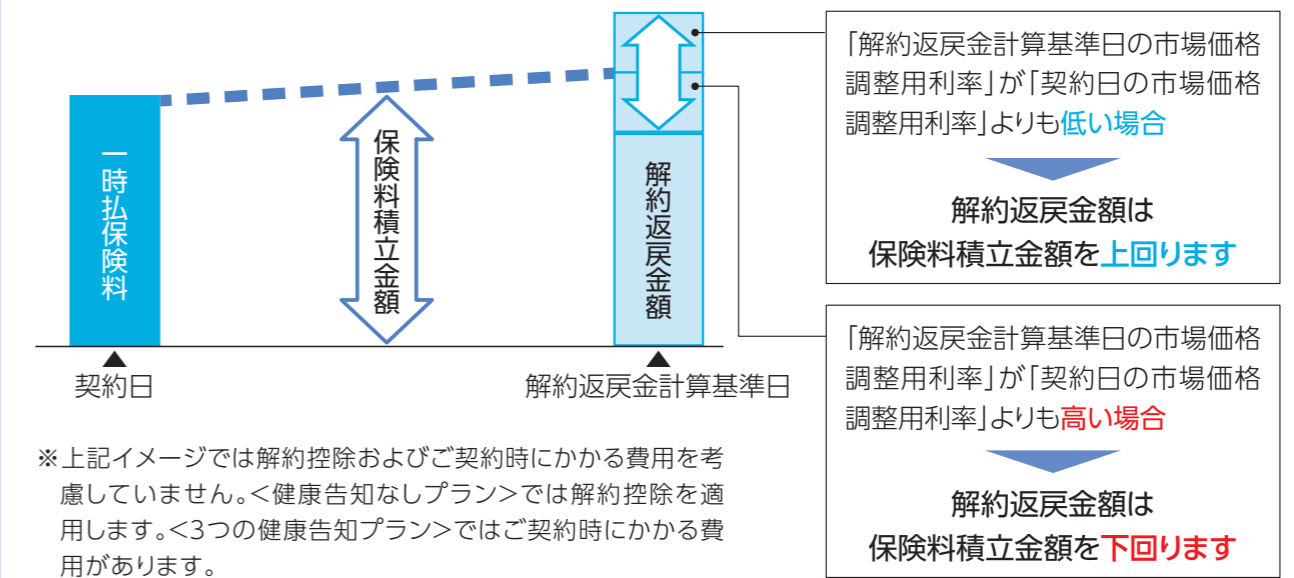 一時払保険料
保険料積立金額
解約返戻金額
▲
契約日
▲
解約返戻金計算基準日
※上記イメージでは解約控除およびご契約時にかかる費用を考
慮していません。<健康告知なしプラン>では解約控除を適
用します。<3つの健康告知プラン>ではご契約時にかかる費
用があります。
「解約返戻金計算基準日の市場価格
調整用利率」が「契約日の市場価格
調整用利率」よりも低い場合
解約返戻金額は
保険料積立金額を上回ります
「解約返戻金計算基準日の市場価格
調整用利率」が「契約日の市場価格
調整用利率」よりも高い場合
解約返戻金額は
保険料積立金額を下回ります